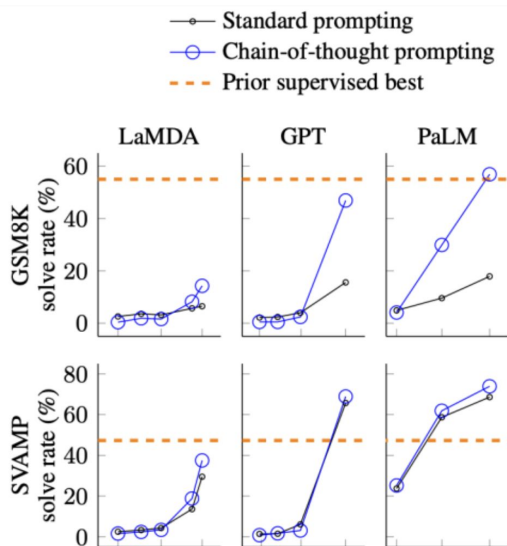 Standard prompting
Chain-of-thought prompting
Prior supervised best
LaMDA GPT PaLM
GSM8K
solve rate (%)
60
40
20
0
SVAMP
solve rate (%)
80
60
40
20
0